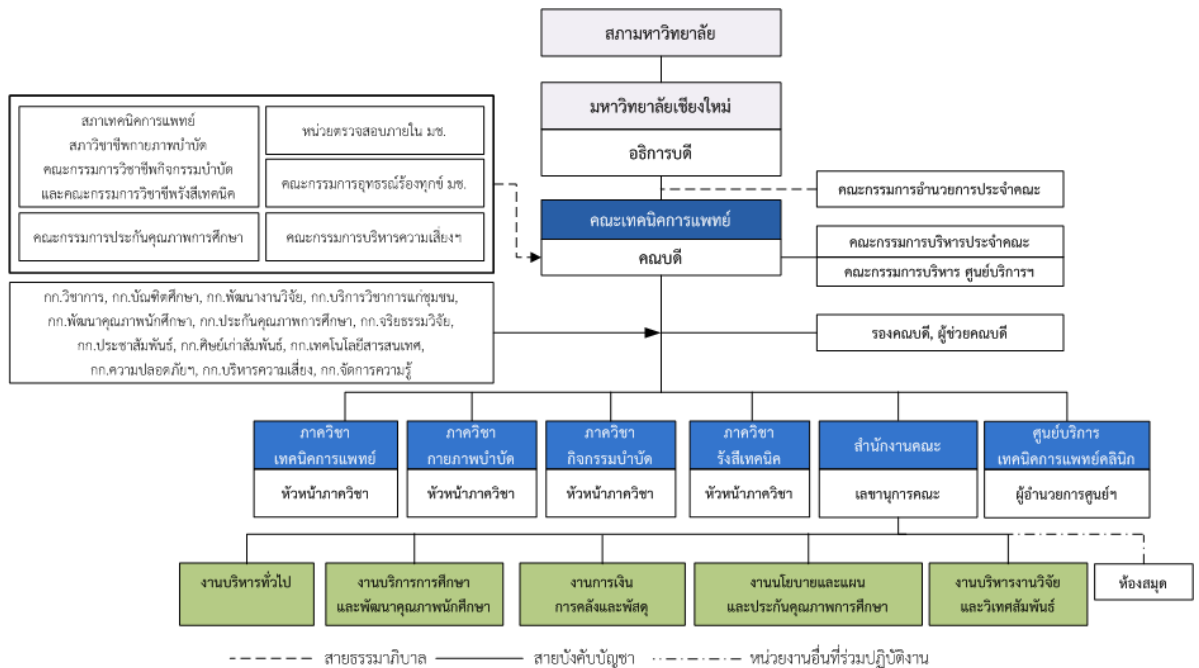 สภามหาวิทยาลัย
มหาวิทยาลัยเชียงใหม่
อธิการบดี
สภาเทคนิคการแพทย์
สภาวิชาชีพกายภาพบำบัด
คณะกรรมการวิชาชีพกิจกรรมบำบัด
และคณะกรรมการวิชาชีพรังสีเทคนิค
หน่วยตรวจสอบภายใน มช.
คณะกรรมการอุทธรณ์ร้องทุกข์ มช.
คณะกรรมการประกันคุณภาพการศึกษา
คณะกรรมการบริหารความเสี่ยงฯ
คณะกรรมการอำนวยการประจำคณะ
คณะเทคนิคการแพทย์
คณบดี
คณะกรรมการบริหารประจำคณะ
คณะกรรมการบริหาร ศูนย์บริการฯ
กก.วิชาการ, กก.บัณฑิตศึกษา, กก.พัฒนางานวิจัย, กก.บริการวิชาการแก่ชุมชน,
กก.พัฒนาคุณภาพนักศึกษา, กก.ประกันคุณภาพการศึกษา, กก.จริยธรรมวิจัย,
กก.ประชาสัมพันธ์, กก.ศิษย์เก่าสัมพันธ์, กก.เทคโนโลยีสารสนเทศ,
กก.ความปลอดภัยฯ, กก.บริหารความเสี่ยง, กก.จัดการความรู้
รองคณบดี, ผู้ช่วยคณบดี
ภาควิชา
เทคนิคการแพทย์
หัวหน้าภาควิชา
ภาควิชา
กายภาพบำบัด
หัวหน้าภาควิชา
ภาควิชา
กิจกรรมบำบัด
หัวหน้าภาควิชา
ภาควิชา
รังสีเทคนิค
หัวหน้าภาควิชา
สำนักงานคณะ
เลขานุการคณะ
ศูนย์บริการ
เทคนิคการแพทย์คลินิก
ผู้อำนวยการศูนย์ฯ
งานบริหารทั่วไป
งานบริการการศึกษา
และพัฒนาคุณภาพนักศึกษา
งานการเงิน
การคลังและพัสดุ
งานนโยบายและแผน
และประกันคุณภาพการศึกษา
งานบริหารงานวิจัย
และวิเทศสัมพันธ์
ห้องสมุด
สายธรรมาภิบาล
สายบังคับบัญชา
หน่วยงานอื่นที่ร่วมปฏิบัติงาน